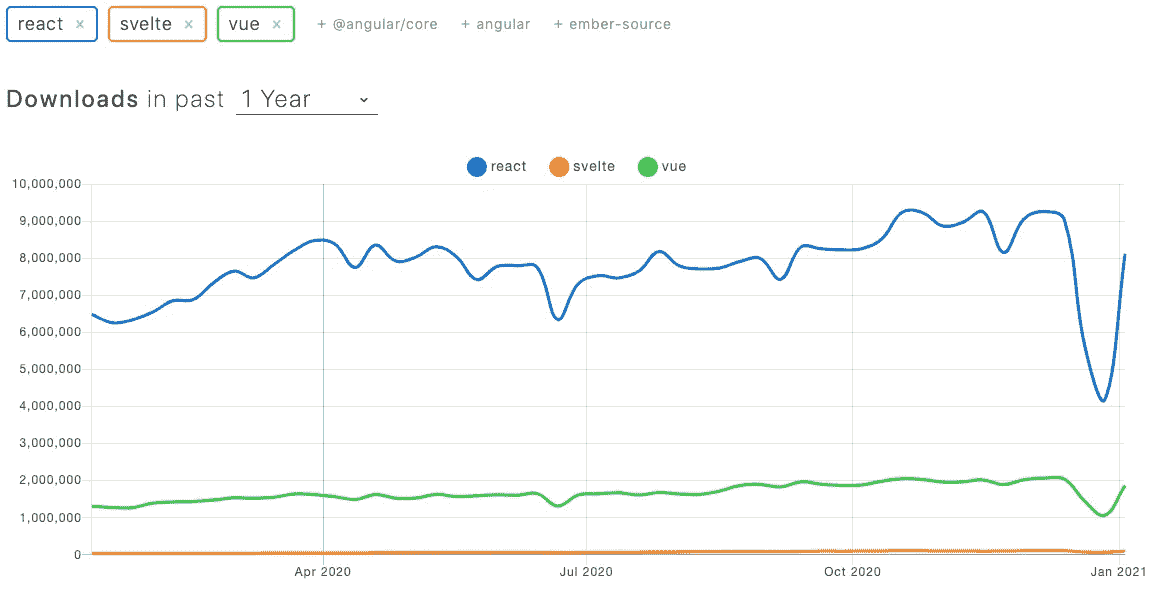 react × svelte × vue × + @angular/core + angular + ember-source
Downloads in past 1 Year
react svelte vue
10,000,000
9,000,000
8,000,000
7,000,000
6,000,000
5,000,000
4,000,000
3,000,000
2,000,000
1,000,000
0
Apr 2020 Jul 2020 Oct 2020 Jan 2021